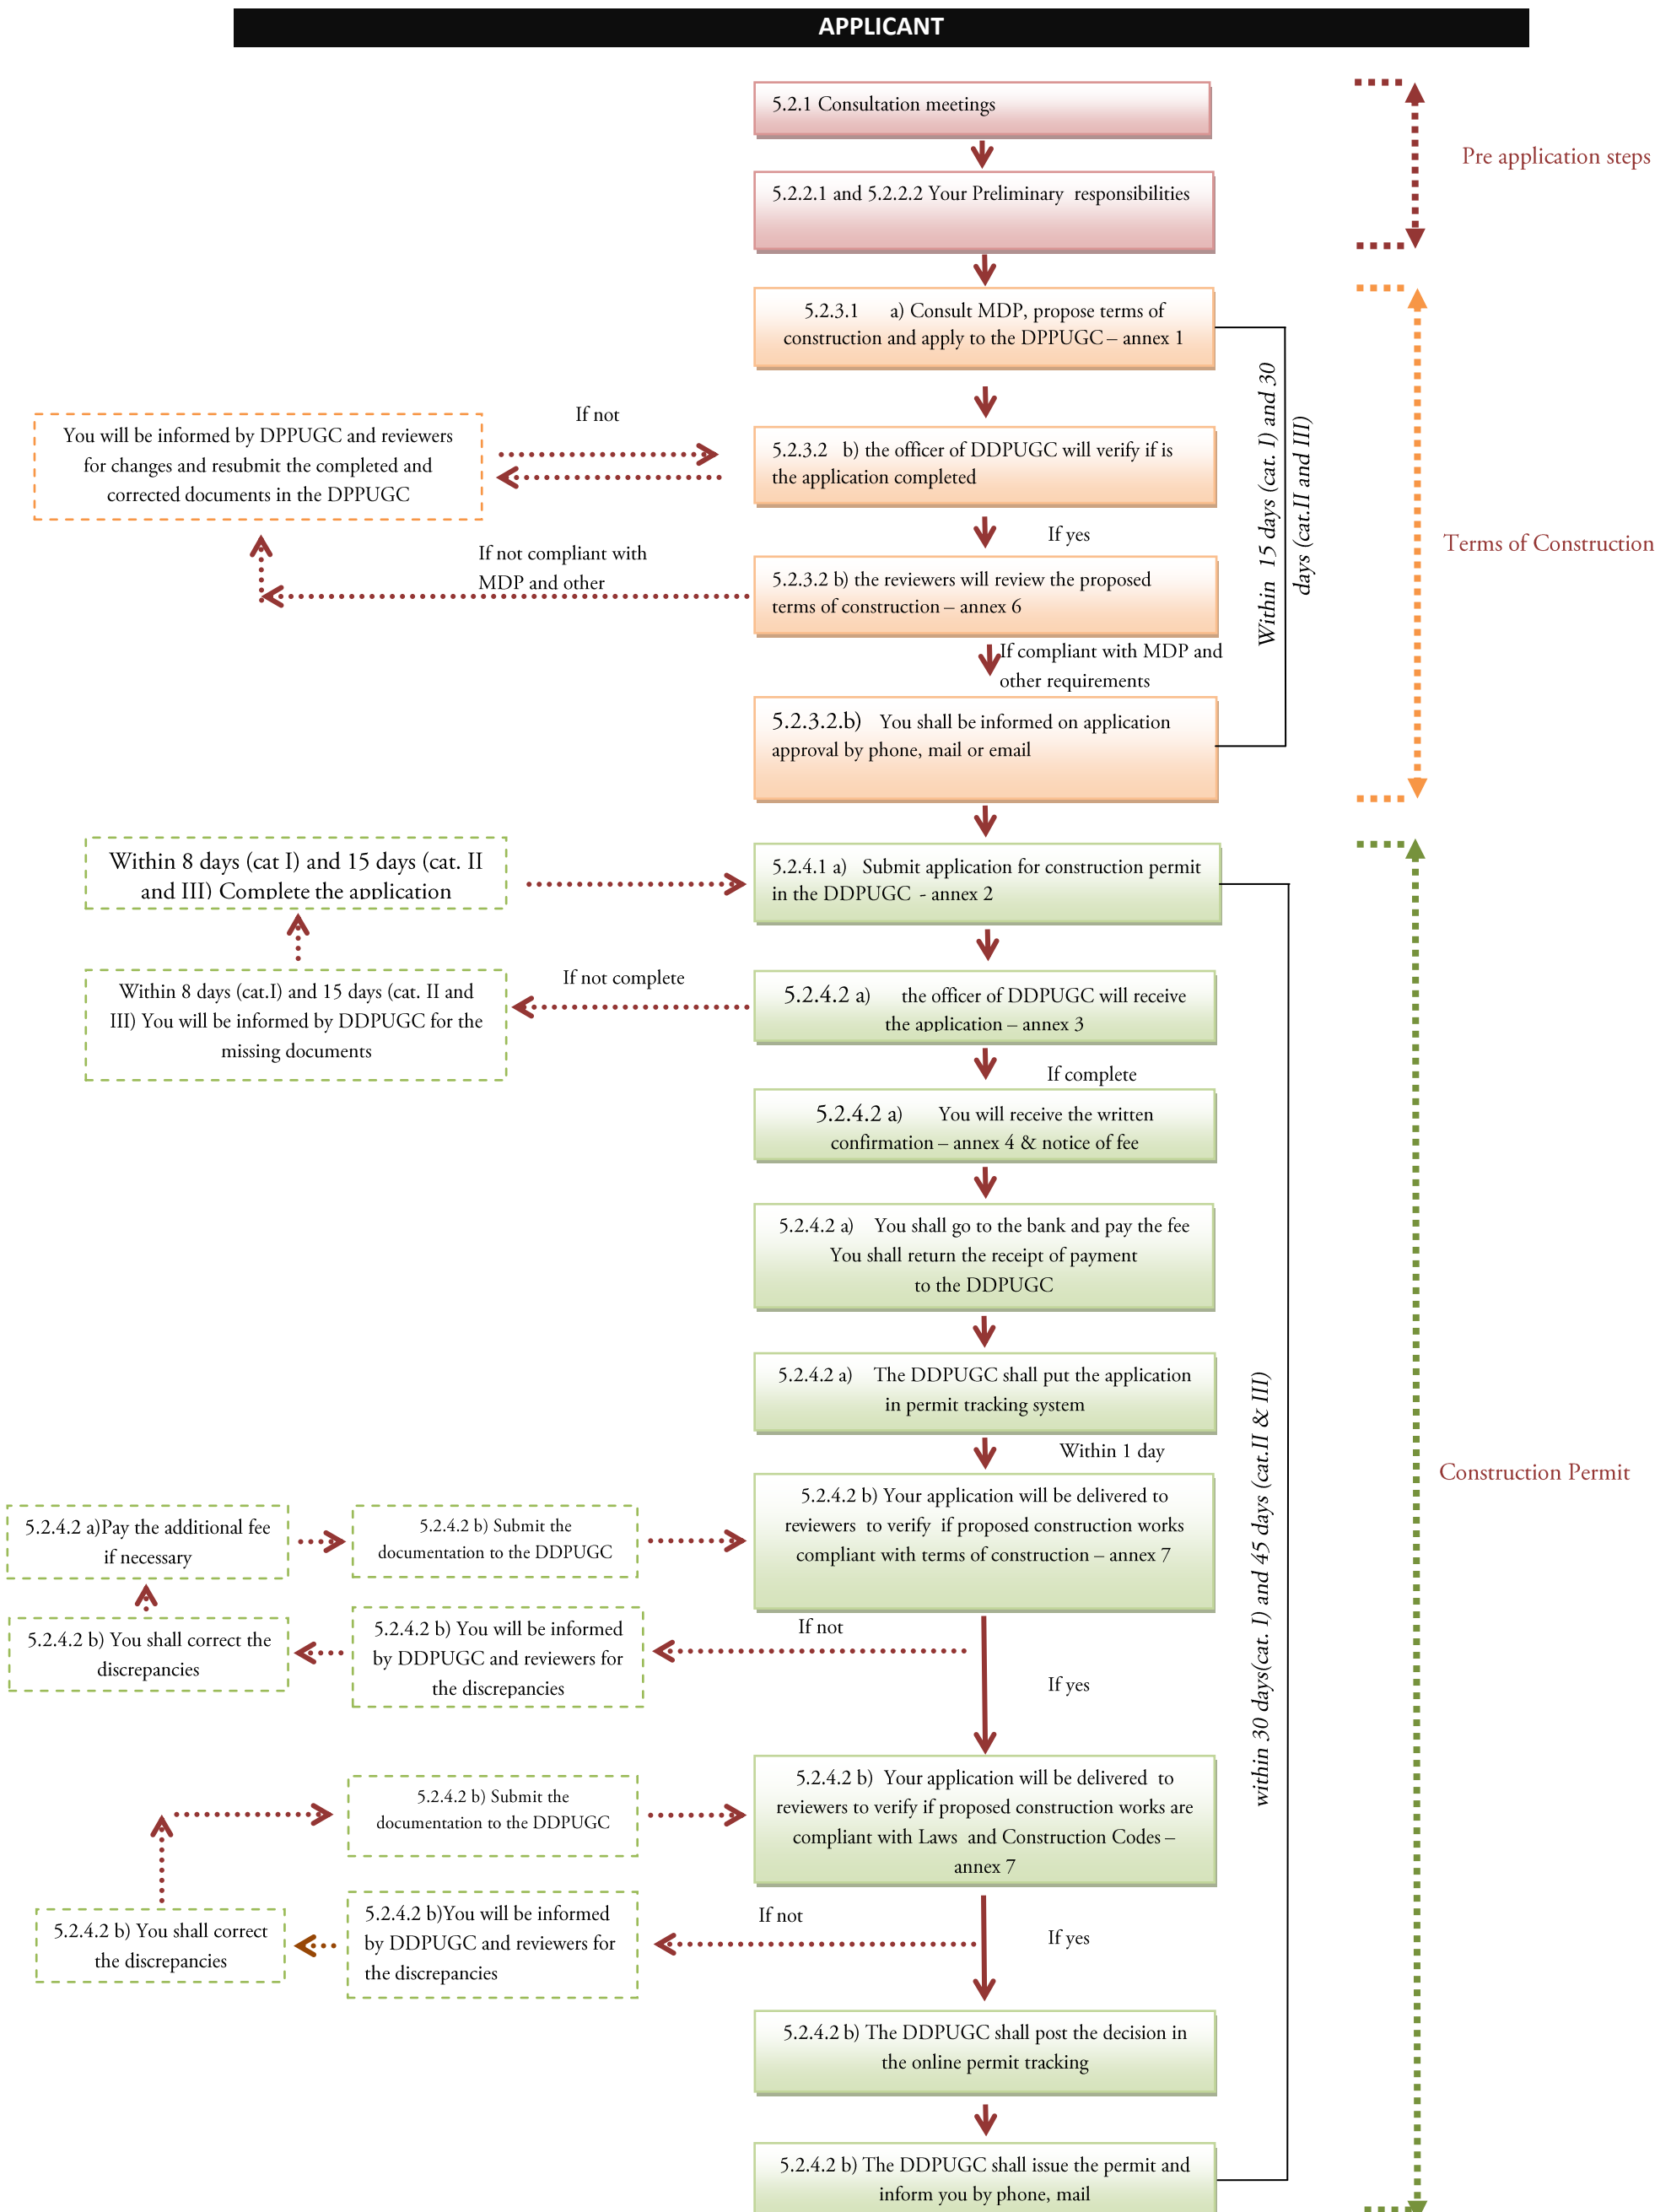 APPLICANT
5.2.1 Consultation meetings
Pre application steps
5.2.2.1 and 5.2.2.2 Your Preliminary responsibilities
5.2.3.1 a) Consult MDP, propose terms of
construction and apply to the DPPUGC – annex 1
Within 15 days (cat. I) and 30
days (cat.II and III)
Terms of Construction
If not
You will be informed by DPPUGC and reviewers
for changes and resubmit the completed and
corrected documents in the DPPUGC
5.2.3.2 b) the officer of DDPUGC will verify if is
the application completed
If yes
If not compliant with
MDP and other
5.2.3.2 b) the reviewers will review the proposed
terms of construction – annex 6
If compliant with MDP and
other requirements
5.2.3.2.b) You shall be informed on application
approval by phone, mail or email
Within 8 days (cat I) and 15 days (cat. II
and III) Complete the application
5.2.4.1 a) Submit application for construction permit
in the DDPUGC - annex 2
If not complete
Within 8 days (cat.I) and 15 days (cat. II and
III) You will be informed by DDPUGC for the
missing documents
5.2.4.2 a) the officer of DDPUGC will receive
the application – annex 3
If complete
5.2.4.2 a) You will receive the written
confirmation – annex 4 & notice of fee
5.2.4.2 a) You shall go to the bank and pay the fee
You shall return the receipt of payment
to the DDPUGC
5.2.4.2 a) The DDPUGC shall put the application
in permit tracking system
Within 1 day
within 30 days(cat. I) and 45 days (cat.II & III)
Construction Permit
5.2.4.2 a)Pay the additional fee
if necessary
5.2.4.2 b) Submit the
documentation to the DDPUGC
5.2.4.2 b) Your application will be delivered to
reviewers to verify if proposed construction works
compliant with terms of construction – annex 7
If not
5.2.4.2 b) You shall correct the
discrepancies
5.2.4.2 b) You will be informed
by DDPUGC and reviewers for
the discrepancies
If yes
5.2.4.2 b) Submit the
documentation to the DDPUGC
5.2.4.2 b) Your application will be delivered to
reviewers to verify if proposed construction works are
compliant with Laws and Construction Codes –
annex 7
If not
5.2.4.2 b) You shall correct
the discrepancies
5.2.4.2 b)You will be informed
by DDPUGC and reviewers for
the discrepancies
If yes
5.2.4.2 b) The DDPUGC shall post the decision in
the online permit tracking
5.2.4.2 b) The DDPUGC shall issue the permit and
inform you by phone, mail